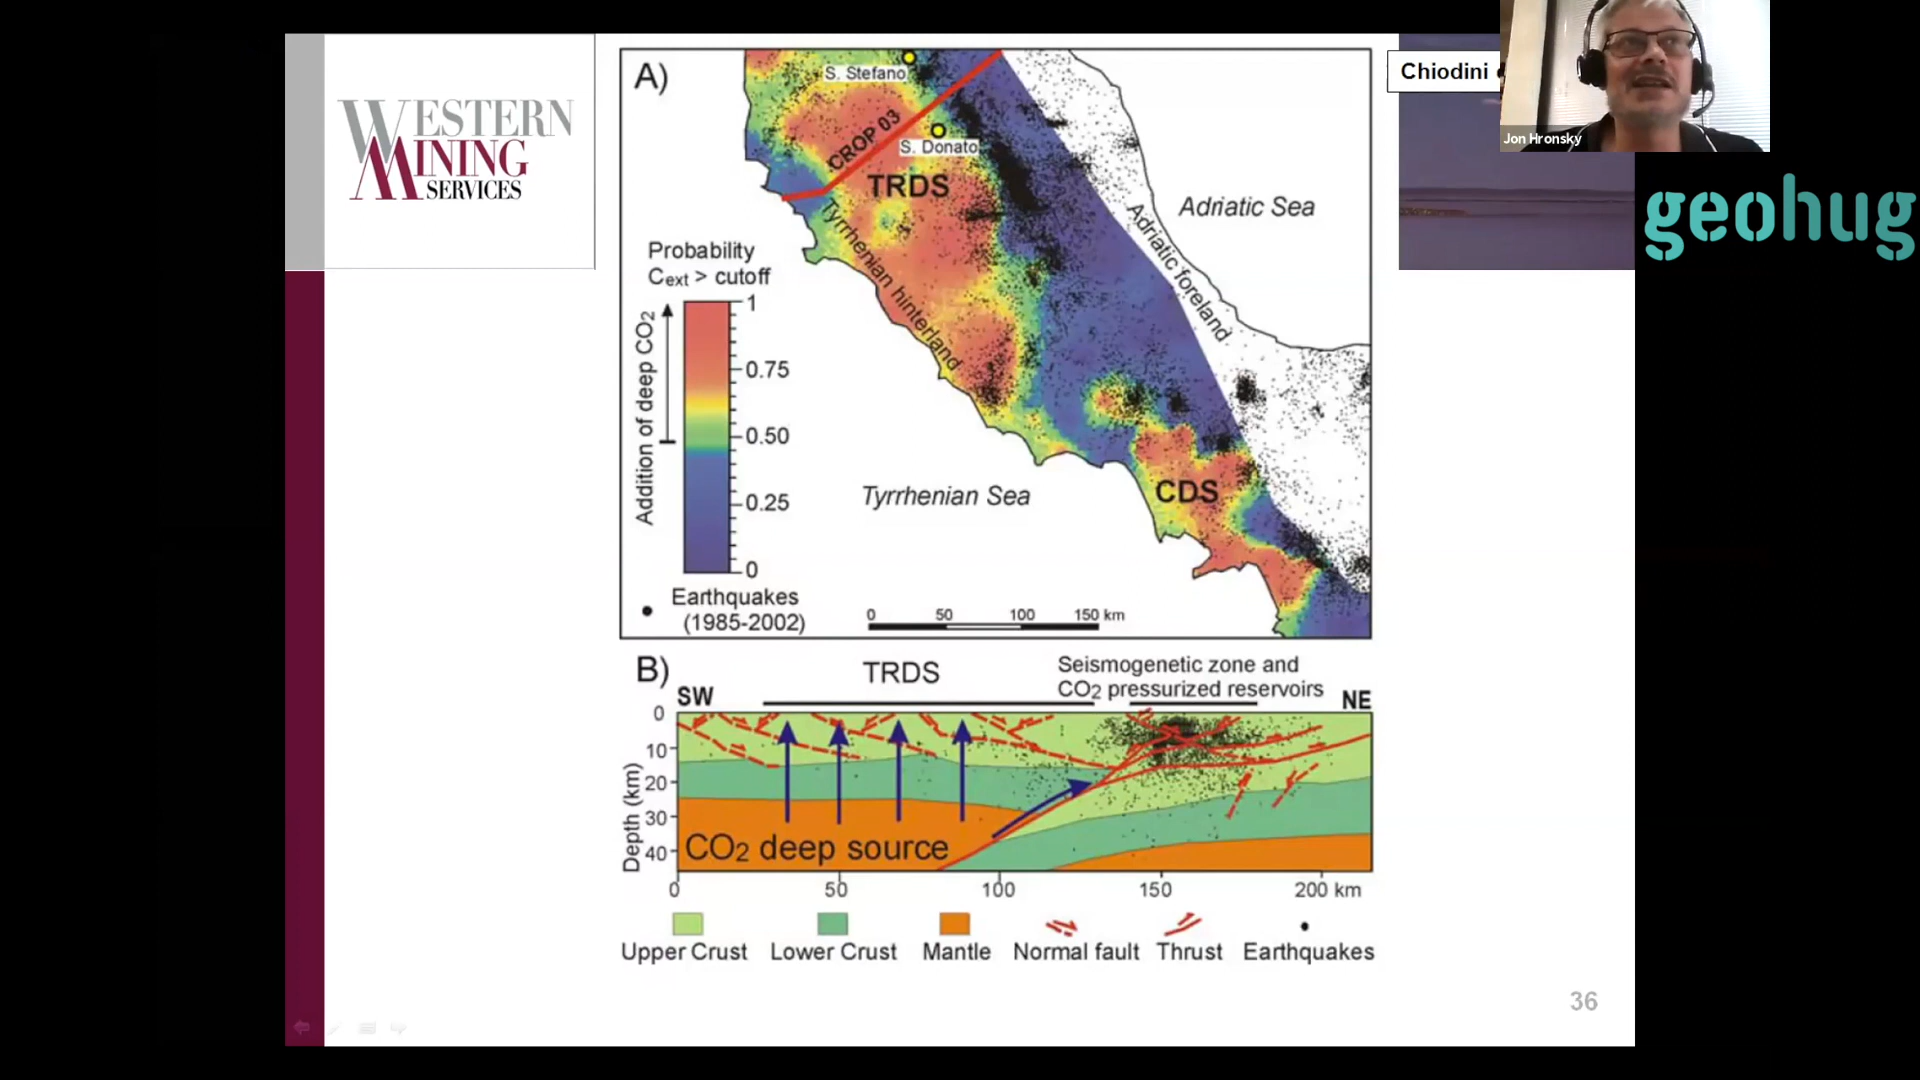 WESTERN
MINING
SERVICES
A)
S. Stefano
CROP 03
S. Donato
TRDS
Tyrrhenian hinterland
Adriatic Sea
Adriatic foreland
Chiodini
Jon Hronsky
geohug
Probability
Cext > cutoff
Addition of deep CO2
1
0.75
0.50
0.25
0
Tyrrhenian Sea
CDS
Earthquakes
(1985-2002)
0 50 100 150 km
B)
TRDS
Seismogenetic zone and
CO2 pressurized reservoirs
SW
NE
Depth (km)
0
10
20
30
40
CO2 deep source
0 50 100 150 200 km
Upper Crust Lower Crust Mantle Normal fault Thrust Earthquakes
36